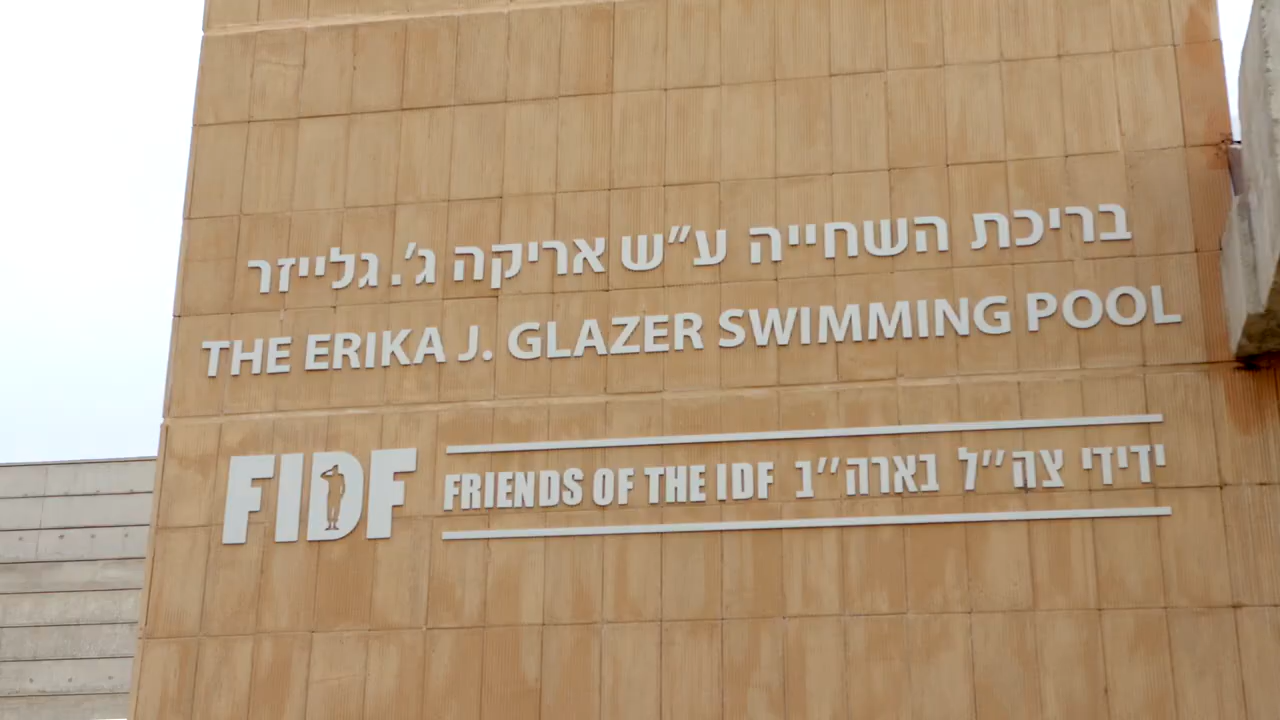 בריכת השחייה ע״ש אריקה ג׳. גלייזר
THE ERIKA J. GLAZER SWIMMING POOL
FIDF FRIENDS OF THE IDF ידידי צה״ל בארה״ב